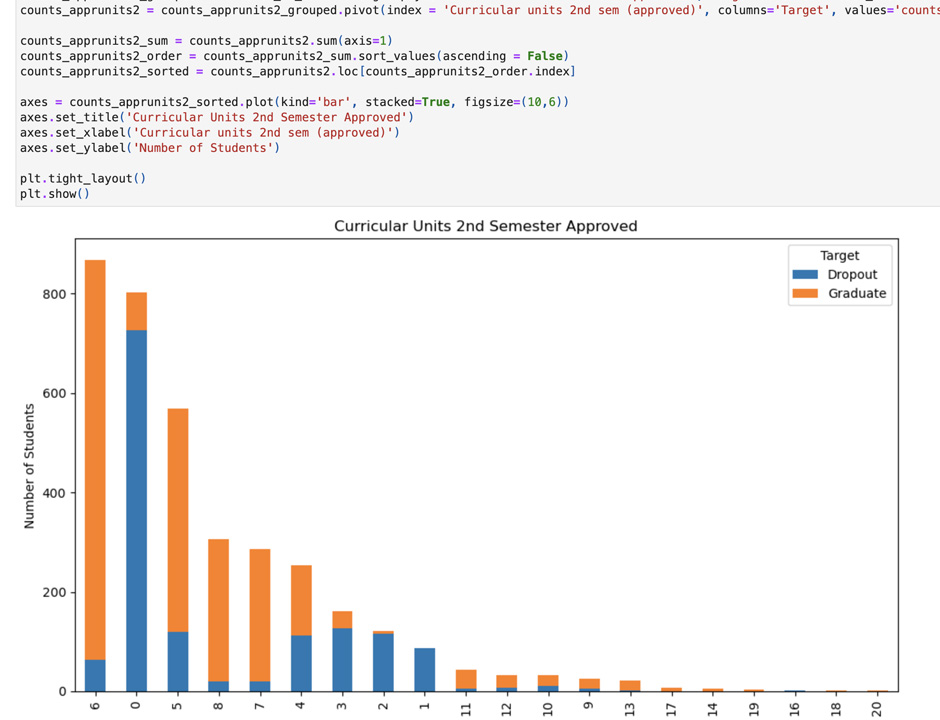 counts_apprunits2 = counts_apprunits2_grouped.pivot(index = 'Curricular units 2nd sem (approved)', columns='Target', values='counts
counts_apprunits2_sum = counts_apprunits2.sum(axis=1)
counts_apprunits2_order = counts_apprunits2_sum.sort_values(ascending = False)
counts_apprunits2_sorted = counts_apprunits2.loc[counts_apprunits2_order.index]
axes = counts_apprunits2_sorted.plot(kind='bar', stacked=True, figsize=(10,6))
axes.set_title('Curricular Units 2nd Semester Approved')
axes.set_xlabel('Curricular units 2nd sem (approved)')
axes.set_ylabel('Number of Students')
plt.tight_layout()
plt.show()
Curricular Units 2nd Semester Approved
Target
Dropout
Graduate
800
600
400
200
0
Number of Students
6 0 5 8 7 4 3 2 1 11 12 10 9 13 17 14 19 16 18 20